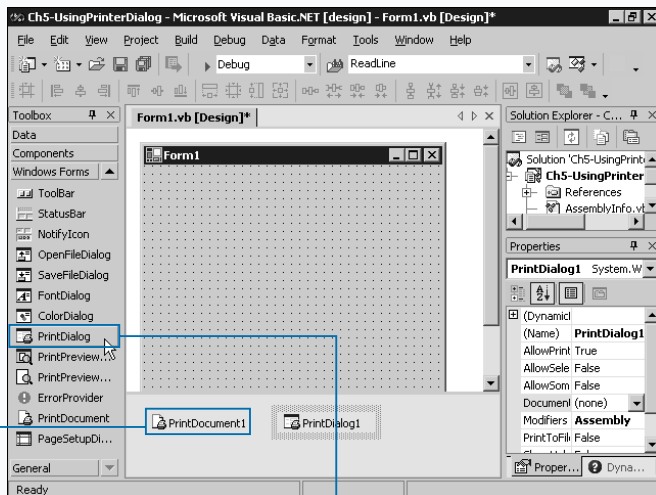 Ch5-UsingPrinterDialog - Microsoft Visual Basic.NET [design] - Form1.vb [Design]*
File Edit View Project Build Debug Data Format Tools Window Help
Debug ReadLine
Toolbox
Data
Components
Windows Forms
ToolBar
StatusBar
NotifyIcon
OpenFileDialog
SaveFileDialog
FontDialog
ColorDialog
PrintDialog
PrintPreview...
PrintPreview...
ErrorProvider
PrintDocument
PageSetupDi...
General
Form1.vb [Design]*
Form1
PrintDocument1
PrintDialog1
Solution Explorer - C...
Solution 'Ch5-UsingPrint
Ch5-UsingPrinter
References
AssemblyInfo.vb
Properties
PrintDialog1 System.W
(Dynamic
(Name) PrintDialog1
AllowPrint True
AllowSele False
AllowSom False
Document (none)
Modifiers Assembly
PrintToFil False
Proper... Dyna...
Ready